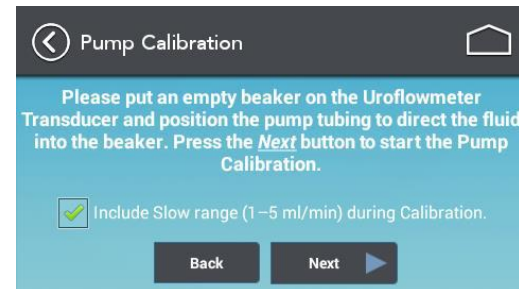 Pump Calibration
Please put an empty beaker on the Uroflowmeter
Transducer and position the pump tubing to direct the fluid
into the beaker. Press the Next button to start the Pump
Calibration.
Include Slow range (1–5 ml/min) during Calibration.
Back
Next